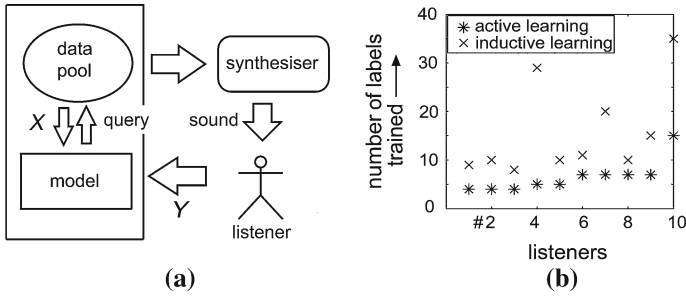 data
pool
synthesiser
X
query
sound
model
Y
listener
(a)
40
30
20
10
0
number of labels
trained
active learning
inductive learning
#2
4
6
8
10
listeners
(b)